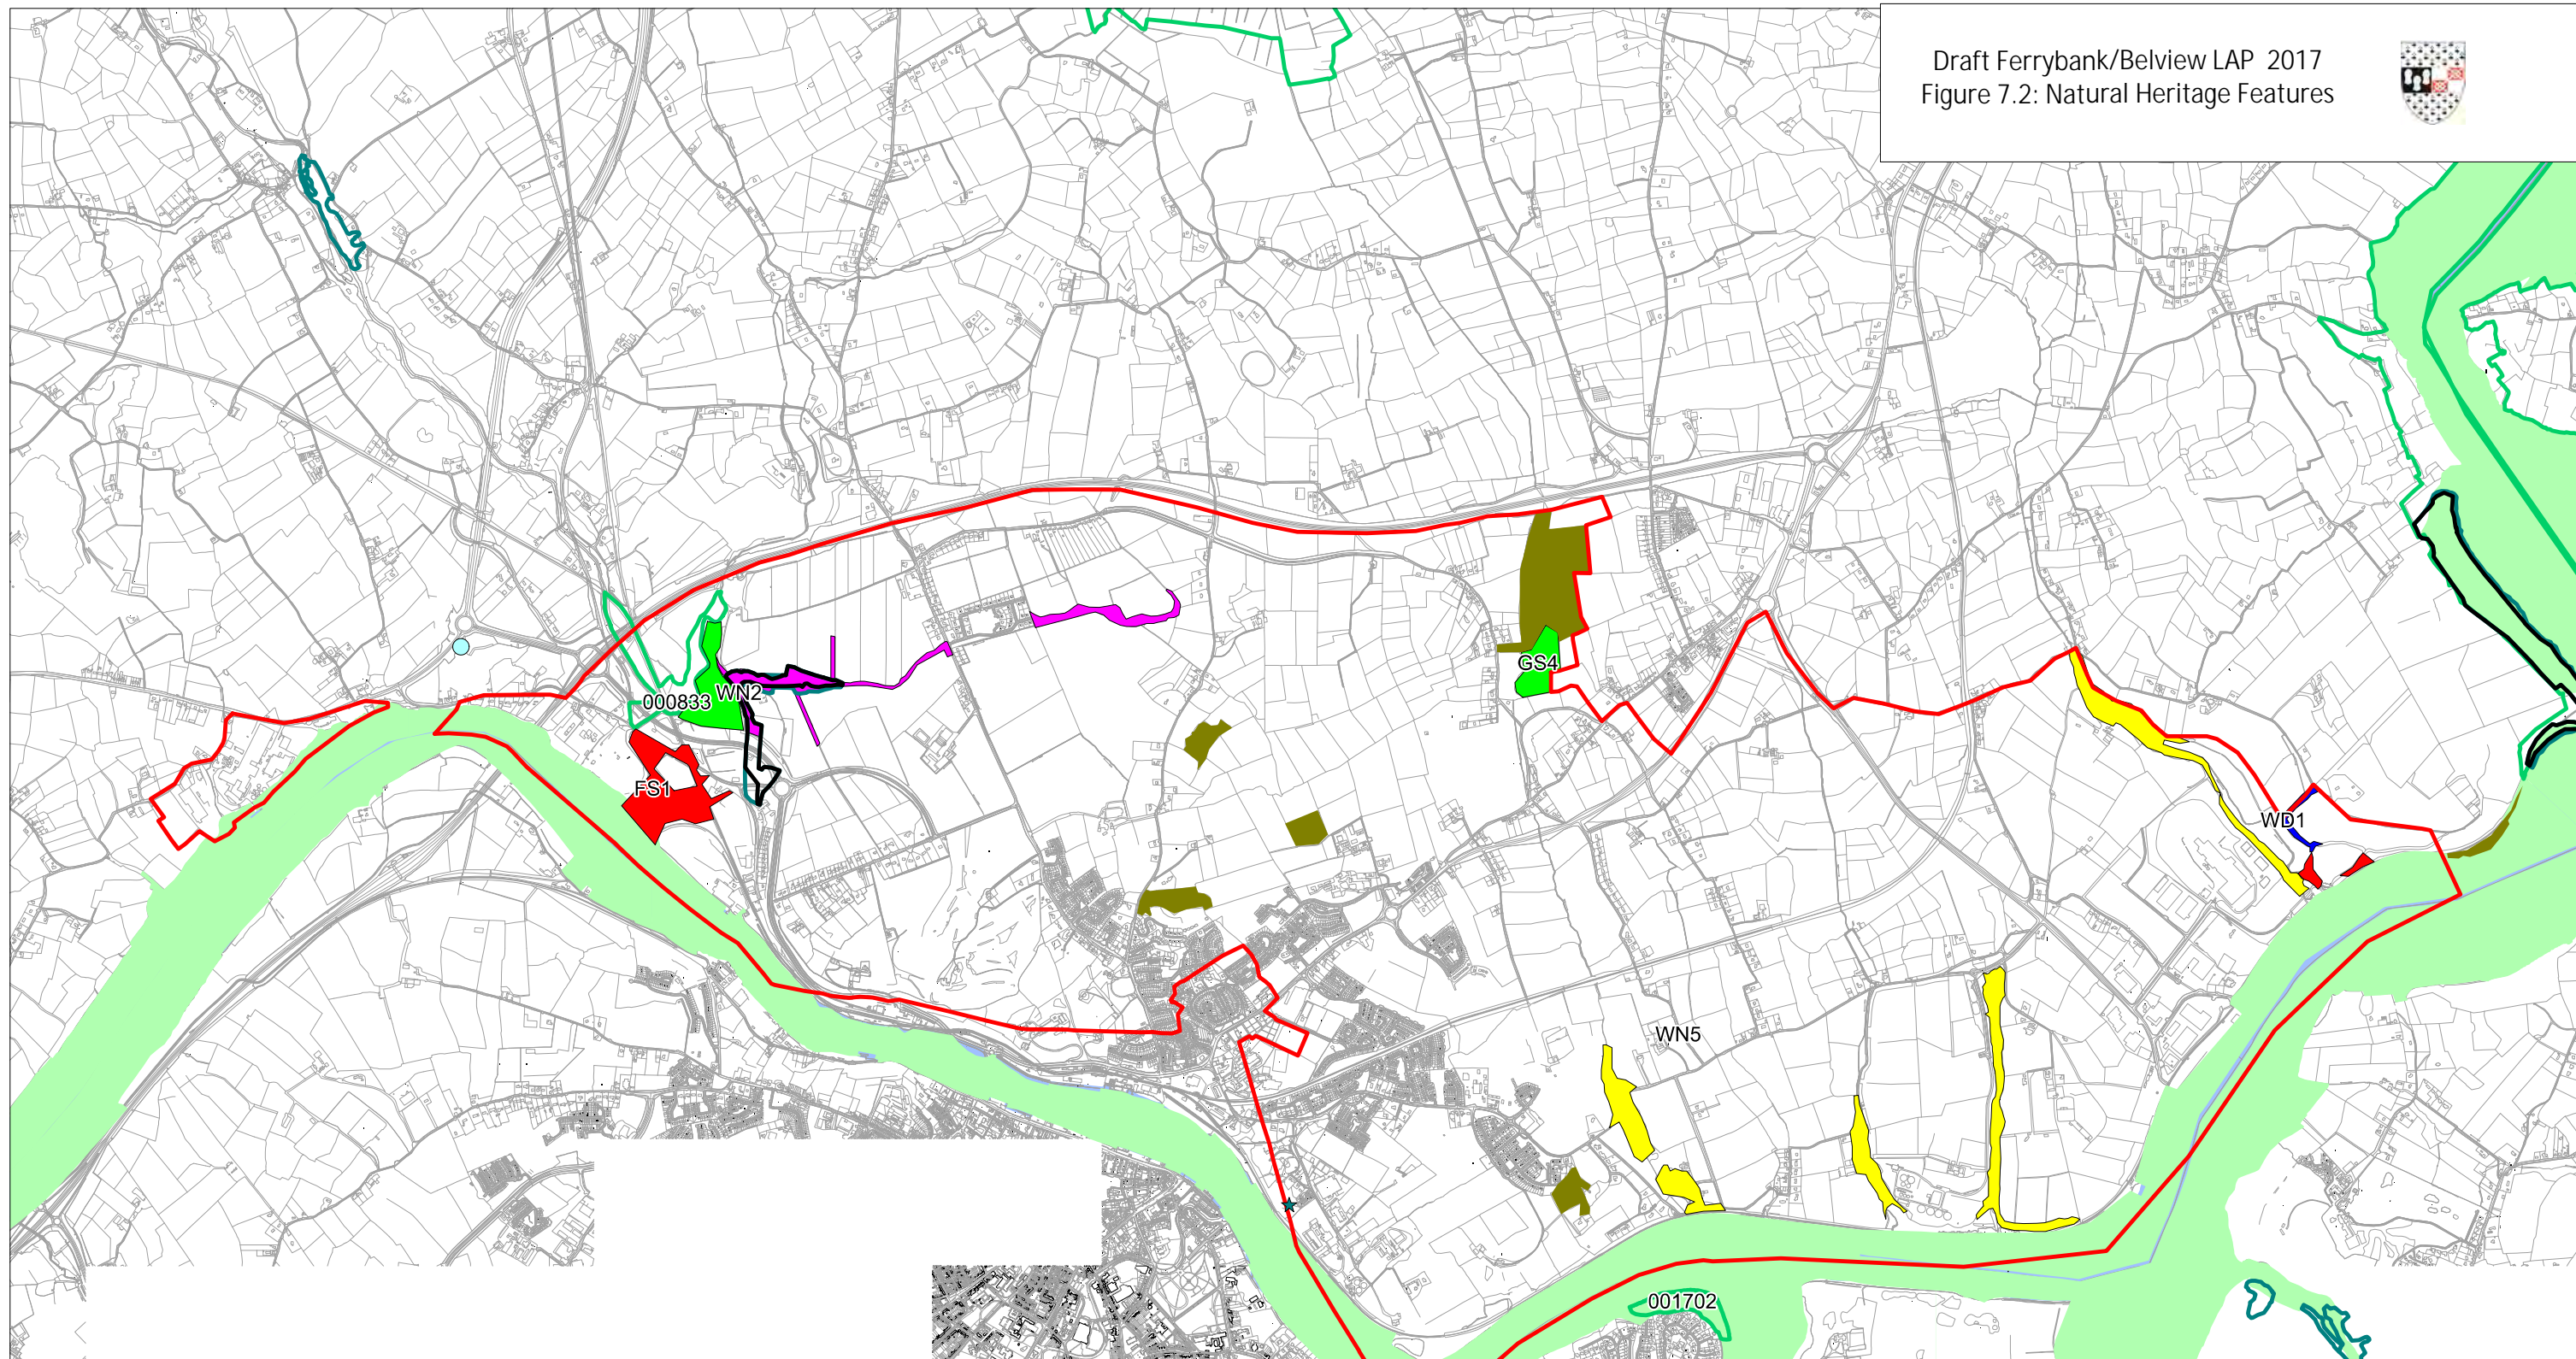 Draft Ferrybank/Belview LAP 2017
Figure 7.2: Natural Heritage Features
GS4
WN2
000833
FS1
WD1
WN5
001702